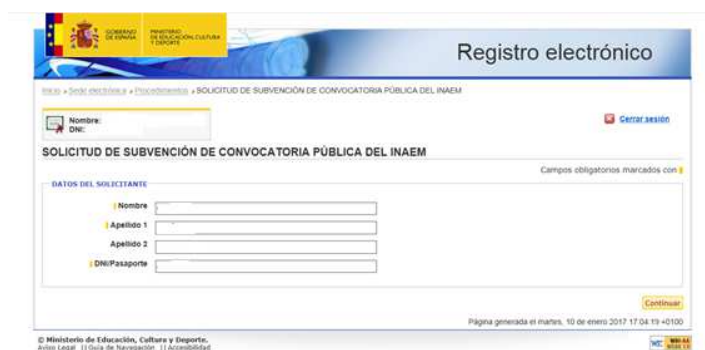 GOBIERNO DE ESPAÑA
MINISTERIO DE EDUCACIÓN, CULTURA Y DEPORTE
Registro electrónico
Inicio Sede electrónica Procedimientos SOLICITUD DE SUBVENCIÓN DE CONVOCATORIA PÚBLICA DEL INAEM
Nombre:
DNI:
Cerrar sesión
SOLICITUD DE SUBVENCIÓN DE CONVOCATORIA PÚBLICA DEL INAEM
Campos obligatorios marcados con
DATOS DEL SOLICITANTE
Nombre
Apellido 1
Apellido 2
DNI/Pasaporte
Continuar
Página generada el martes, 10 de enero 2017 17:04:19 +0100
© Ministerio de Educación, Cultura y Deporte.
Aviso Legal || Guía de Navegación || Accesibilidad